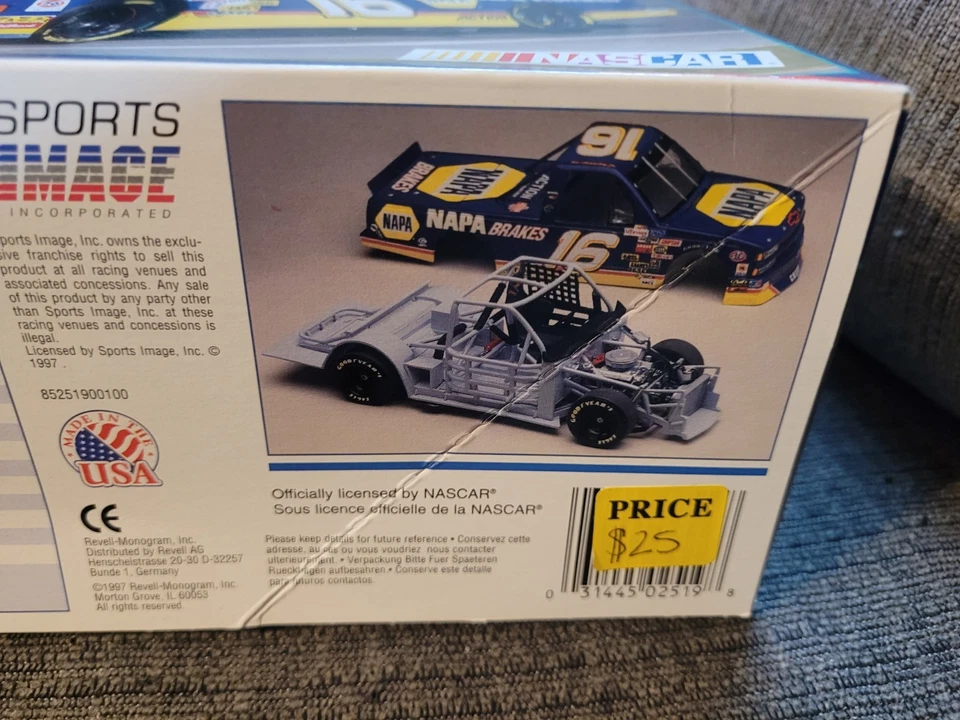 NASCAR
SPORTS
IMAGE
INCORPORATED
ports Image, Inc. owns the exclu-
sive franchise rights to sell this
product at all racing venues and
associated concessions. Any sale
of this product by any party other
than Sports Image, Inc. at these
racing venues and concessions is
illegal.
Licensed by Sports Image, Inc. ©
1997 .
85251900100
MADE IN THE
USA
CE
Revell-Monogram, Inc.
Distributed by Revell AG
Henschelstrasse 20-30 D-32257
Bunde 1, Germany
©1997 Revell-Monogram, Inc.
Morton Grove, IL 60053
All rights reserved.
16
NAPA
NAPA
BRAKES
ACTION
NAPA
NAPA BRAKES
16
GOODYEAR
EAGLE
GOODYEAR
EAGLE
Officially licensed by NASCAR®
Sous licence officielle de la NASCAR®
Please keep details for future reference • Conservez cette
adresse, au cas ou vous voudriez nous contacter
ulterieurement. • Verpackung Bitte Fuer Spaeteren
Rueckfragen aufbesahren. • Conserve este detalle
para futuros contactos.
PRICE
$25
0 31445 02519 8